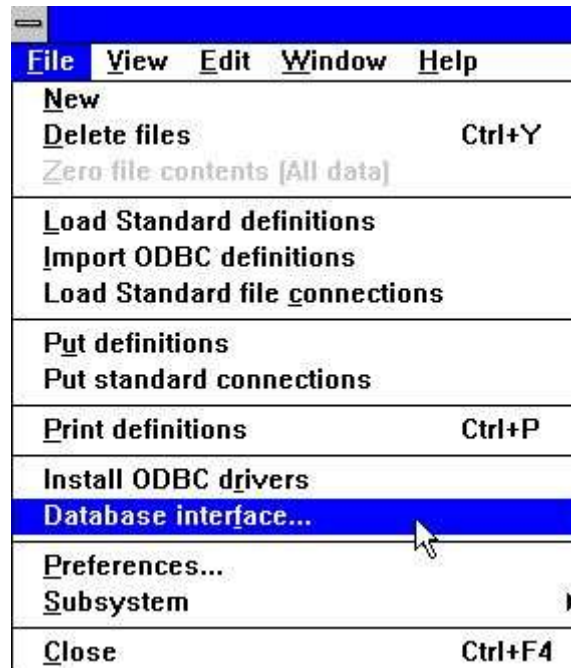 File View Edit Window Help
New
Delete files Ctrl+Y
Zero file contents [All data]
Load Standard definitions
Import ODBC definitions
Load Standard file connections
Put definitions
Put standard connections
Print definitions Ctrl+P
Install ODBC drivers
Database interface...
Preferences...
Subsystem
Close Ctrl+F4